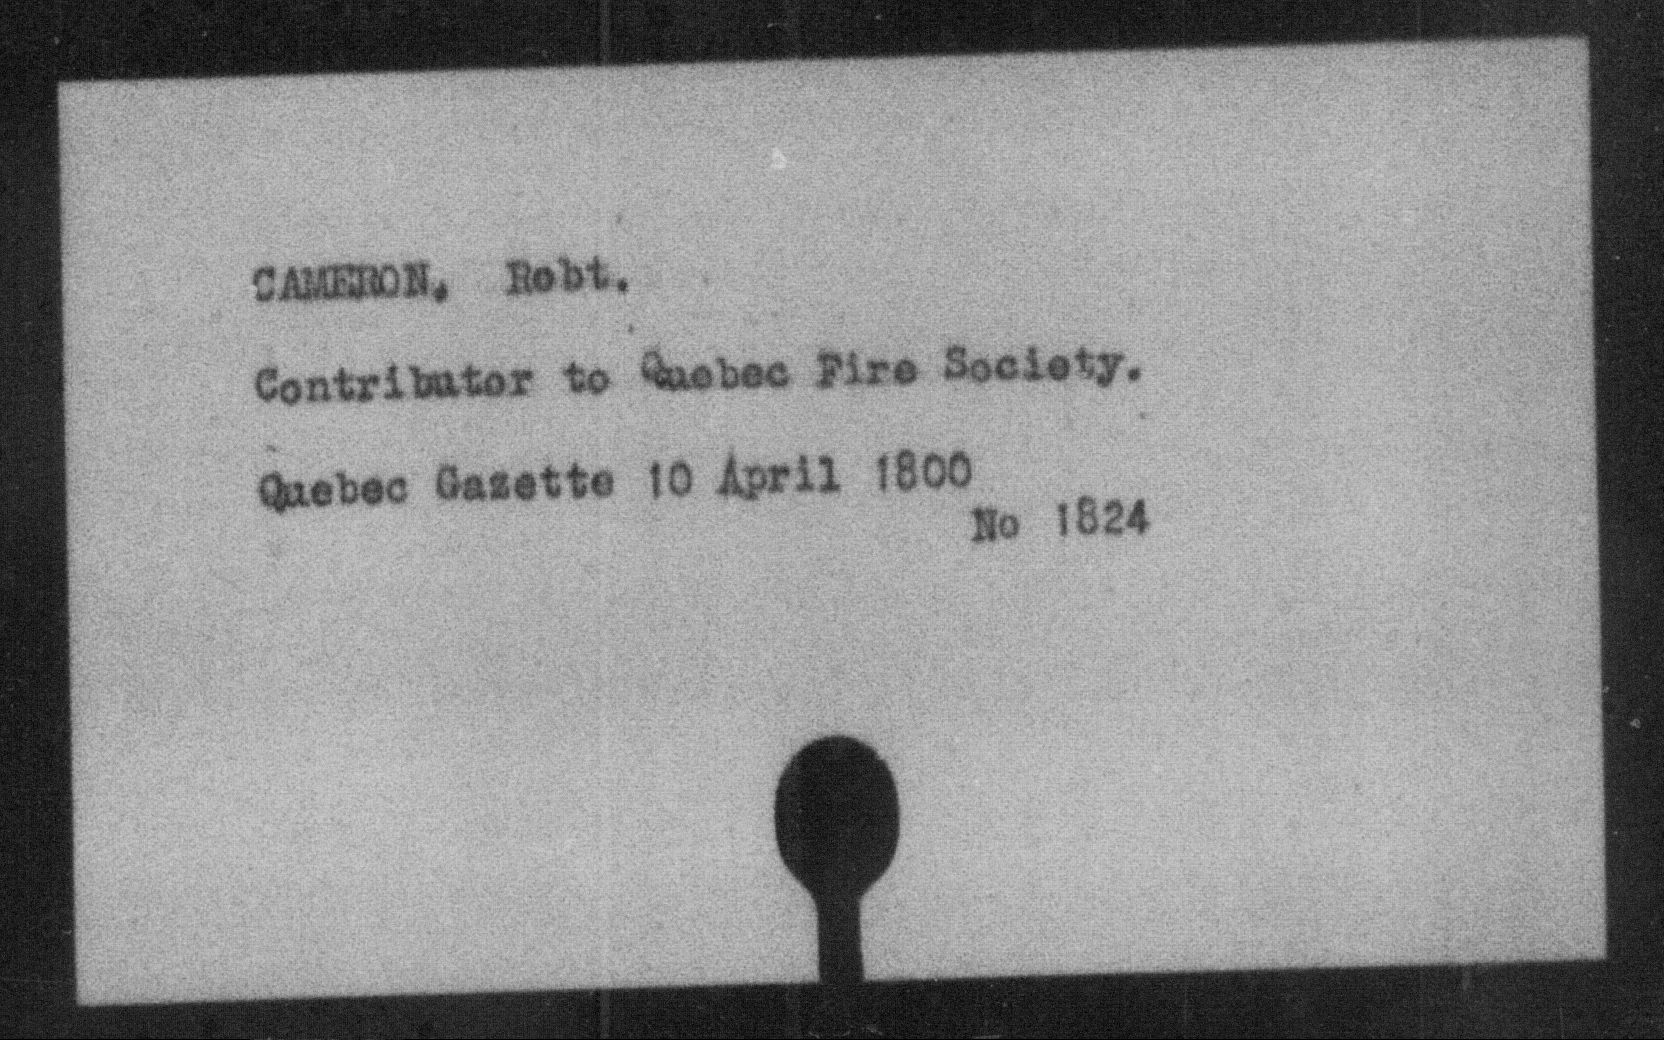 CAMERON, Robt.
Contributor to Quebec Fire Society.
Quebec Gazette 10 April 1800
No 1824